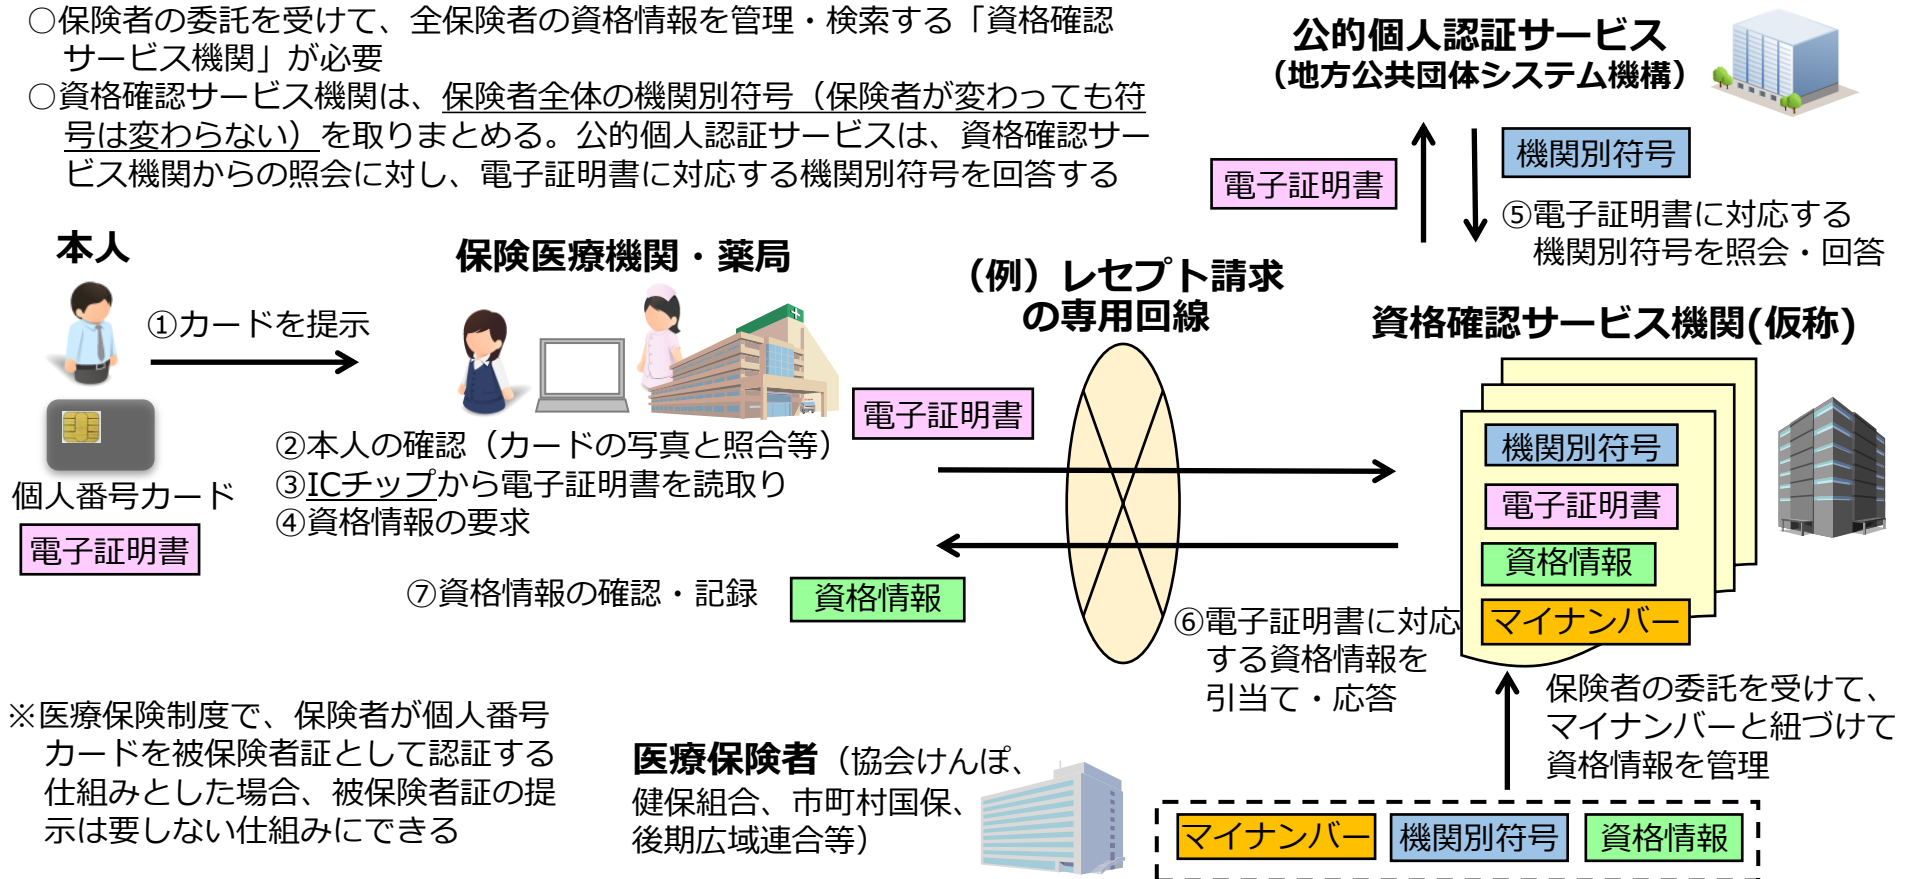 ○保険者の委託を受けて、全保険者の資格情報を管理・検索する「資格確認
サービス機関」が必要
○資格確認サービス機関は、保険者全体の機関別符号（保険者が変わっても符
号は変わらない）を取りまとめる。公的個人認証サービスは、資格確認サー
ビス機関からの照会に対し、電子証明書に対応する機関別符号を回答する
公的個人認証サービス
（地方公共団体システム機構）
電子証明書
機関別符号
⑤電子証明書に対応する
機関別符号を照会・回答
本人
①カードを提示
個人番号カード
電子証明書
保険医療機関・薬局
②本人の確認（カードの写真と照合等）
③ICチップから電子証明書を読取り
④資格情報の要求
電子証明書
⑦資格情報の確認・記録
資格情報
（例）レセプト請求
の専用回線
資格確認サービス機関(仮称)
機関別符号
電子証明書
資格情報
マイナンバー
⑥電子証明書に対応
する資格情報を
引当て・応答
保険者の委託を受けて、
マイナンバーと紐づけて
資格情報を管理
※医療保険制度で、保険者が個人番号
カードを被保険者証として認証する
仕組みとした場合、被保険者証の提
示は要しない仕組みにできる
医療保険者（協会けんぽ、
健保組合、市町村国保、
後期広域連合等）
マイナンバー
機関別符号
資格情報